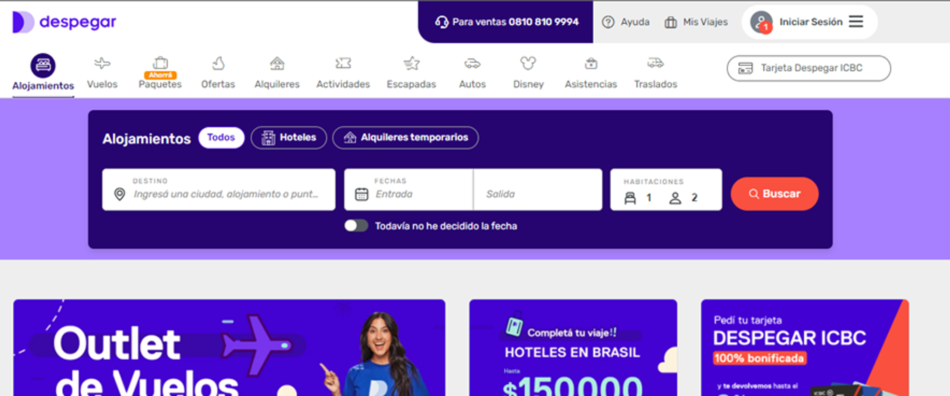 despegar
Para ventas 0810 810 9994
Ayuda
Mis Viajes
1
Iniciar Sesión
Alojamientos
Vuelos
Ahorrá
Paquetes
Ofertas
Alquileres
Actividades
Escapadas
Autos
Disney
Asistencias
Traslados
Tarjeta Despegar ICBC
Alojamientos
Todos
Hoteles
Alquileres temporarios
DESTINO
Ingresá una ciudad, alojamiento o punt...
FECHAS
Entrada
Salida
HABITACIONES
1
2
Buscar
Todavía no he decidido la fecha
Outlet
de Vuelos
Completá tu viaje!!
HOTELES EN BRASIL
Hasta
$150000
Pedí tu tarjeta
DESPEGAR ICBC
100% bonificada
y te devolvemos hasta el
ICBC